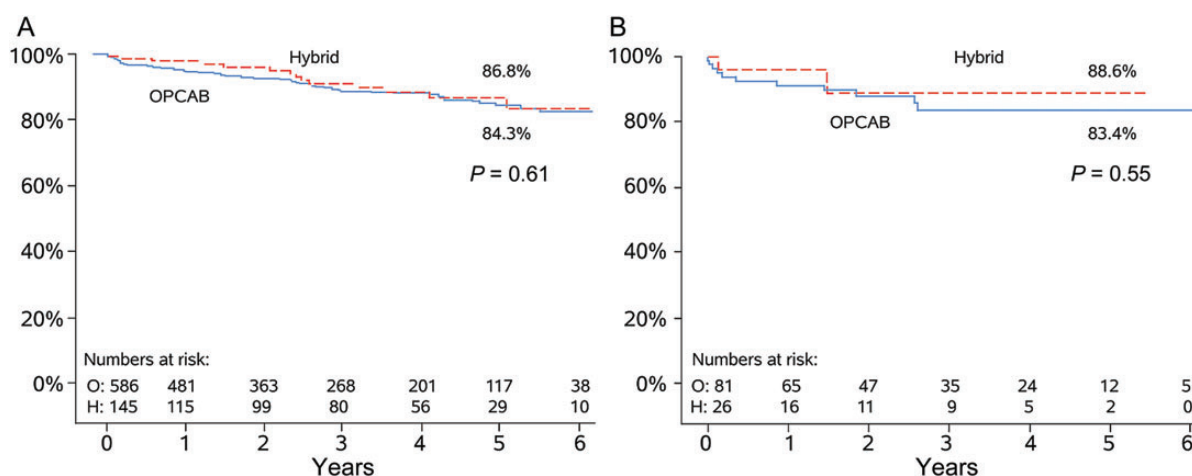 A
100%
80%
60%
40%
20%
0%
Hybrid
86.8%
OPCAB
84.3%
P = 0.61
Numbers at risk:
O: 586 481 363 268 201 117 38
H: 145 115 99 80 56 29 10
0 1 2 3 4 5 6
Years
B
100%
80%
60%
40%
20%
0%
Hybrid
88.6%
OPCAB
83.4%
P = 0.55
Numbers at risk:
O: 81 65 47 35 24 12 5
H: 26 16 11 9 5 2 0
0 1 2 3 4 5 6
Years